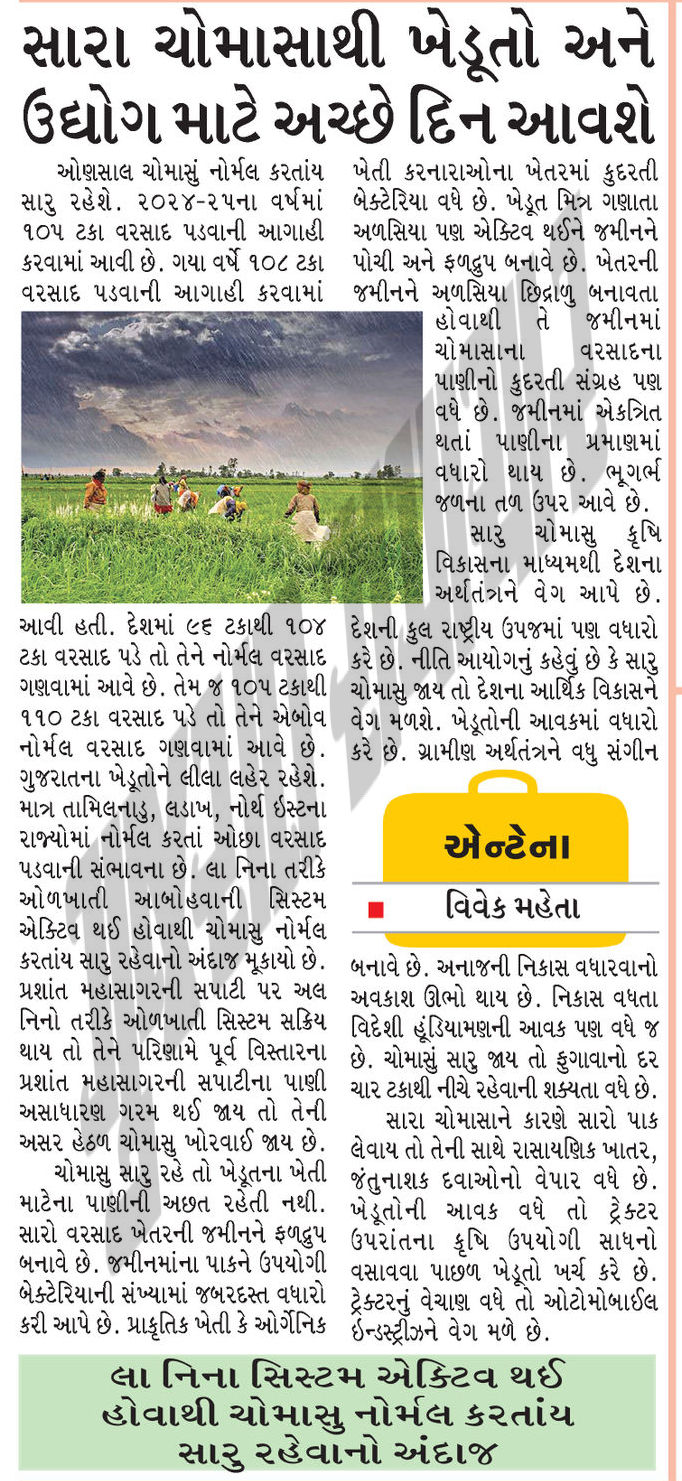 સારા ચોમાસાથી ખેડૂતો અને
ઉદ્યોગ માટે અચ્છે દિન આવશે
ઓણસાલ ચોમાસું નોર્મલ કરતાંય
સારુ રહેશે. ૨૦૨૪-૨૫ના વર્ષમાં
૧૦૫ ટકા વરસાદ પડવાની આગાહી
કરવામાં આવી છે. ગયા વર્ષે ૧૦૮ ટકા
વરસાદ પડવાની આગાહી કરવામાં
આવી હતી. દેશમાં ૯૬ ટકાથી ૧૦૪
ટકા વરસાદ પડે તો તેને નોર્મલ વરસાદ
ગણવામાં આવે છે. તેમ જ ૧૦૫ ટકાથી
૧૧૦ ટકા વરસાદ પડે તો તેને એબોવ
નોર્મલ વરસાદ ગણવામાં આવે છે.
ગુજરાતના ખેડૂતોને લીલા લહેર રહેશે.
માત્ર તામિલનાડુ, લડાખ, નોર્થ ઇસ્ટના
રાજ્યોમાં નોર્મલ કરતાં ઓછા વરસાદ
પડવાની સંભાવના છે. લા નિના તરીકે
ઓળખાતી આબોહવાની સિસ્ટમ
એક્ટિવ થઈ હોવાથી ચોમાસુ નોર્મલ
કરતાંય સારુ રહેવાનો અંદાજ મૂકાયો છે.
પ્રશાંત મહાસાગરની સપાટી પર અલ
નિનો તરીકે ઓળખાતી સિસ્ટમ સક્રિય
થાય તો તેને પરિણામે પૂર્વ વિસ્તારના
પ્રશાંત મહાસાગરની સપાટીના પાણી
અસાધારણ ગરમ થઈ જાય તો તેની
અસર હેઠળ ચોમાસુ ખોરવાઈ જાય છે.
ચોમાસુ સારુ રહે તો ખેડૂતના ખેતી
માટેના પાણીની અછત રહેતી નથી.
સારો વરસાદ ખેતરની જમીનને ફળદ્રુપ
બનાવે છે. જમીનમાંના પાકને ઉપયોગી
બેક્ટેરિયાની સંખ્યામાં જબરદસ્ત વધારો
કરી આપે છે. પ્રાકૃતિક ખેતી કે ઓર્ગેનિક
ખેતી કરનારાઓના ખેતરમાં કુદરતી
બેક્ટેરિયા વધે છે. ખેડૂત મિત્ર ગણાતા
અળસિયા પણ એક્ટિવ થઈને જમીનને
પોચી અને ફળદ્રુપ બનાવે છે. ખેતરની
જમીનને અળસિયા છિદ્રાળુ બનાવતા
હોવાથી તે જમીનમાં
ચોમાસાના વરસાદના
પાણીનો કુદરતી સંગ્રહ પણ
વધે છે. જમીનમાં એકત્રિત
થતાં પાણીના પ્રમાણમાં
વધારો થાય છે. ભૂગર્ભ
જળના તળ ઉપર આવે છે.
સારુ ચોમાસુ કૃષિ
વિકાસના માધ્યમથી દેશના
અર્થતંત્રને વેગ આપે છે.
દેશની કુલ રાષ્ટ્રીય ઉપજમાં પણ વધારો
કરે છે. નીતિ આયોગનું કહેવું છે કે સારુ
ચોમાસુ જાય તો દેશના આર્થિક વિકાસને
વેગ મળશે. ખેડૂતોની આવકમાં વધારો
કરે છે. ગ્રામીણ અર્થતંત્રને વધુ સંગીન
એન્ટેના
વિવેક મહેતા
બનાવે છે. અનાજની નિકાસ વધારવાનો
અવકાશ ઊભો થાય છે. નિકાસ વધતા
વિદેશી હૂંડિયામણની આવક પણ વધે જ
છે. ચોમાસું સારુ જાય તો ફુગાવાનો દર
ચાર ટકાથી નીચે રહેવાની શક્યતા વધે છે.
સારા ચોમાસાને કારણે સારો પાક
લેવાય તો તેની સાથે રાસાયણિક ખાતર,
જંતુનાશક દવાઓનો વેપાર વધે છે.
ખેડૂતોની આવક વધે તો ટ્રેક્ટર
ઉપરાંતના કૃષિ ઉપયોગી સાધનો
વસાવવા પાછળ ખેડૂતો ખર્ચ કરે છે.
ટ્રેક્ટરનું વેચાણ વધે તો ઓટોમોબાઈલ
ઇન્ડસ્ટ્રીઝને વેગ મળે છે.
લા નિના સિસ્ટમ એક્ટિવ થઈ
હોવાથી ચોમાસુ નોર્મલ કરતાંય
સારુ રહેવાનો અંદાજ